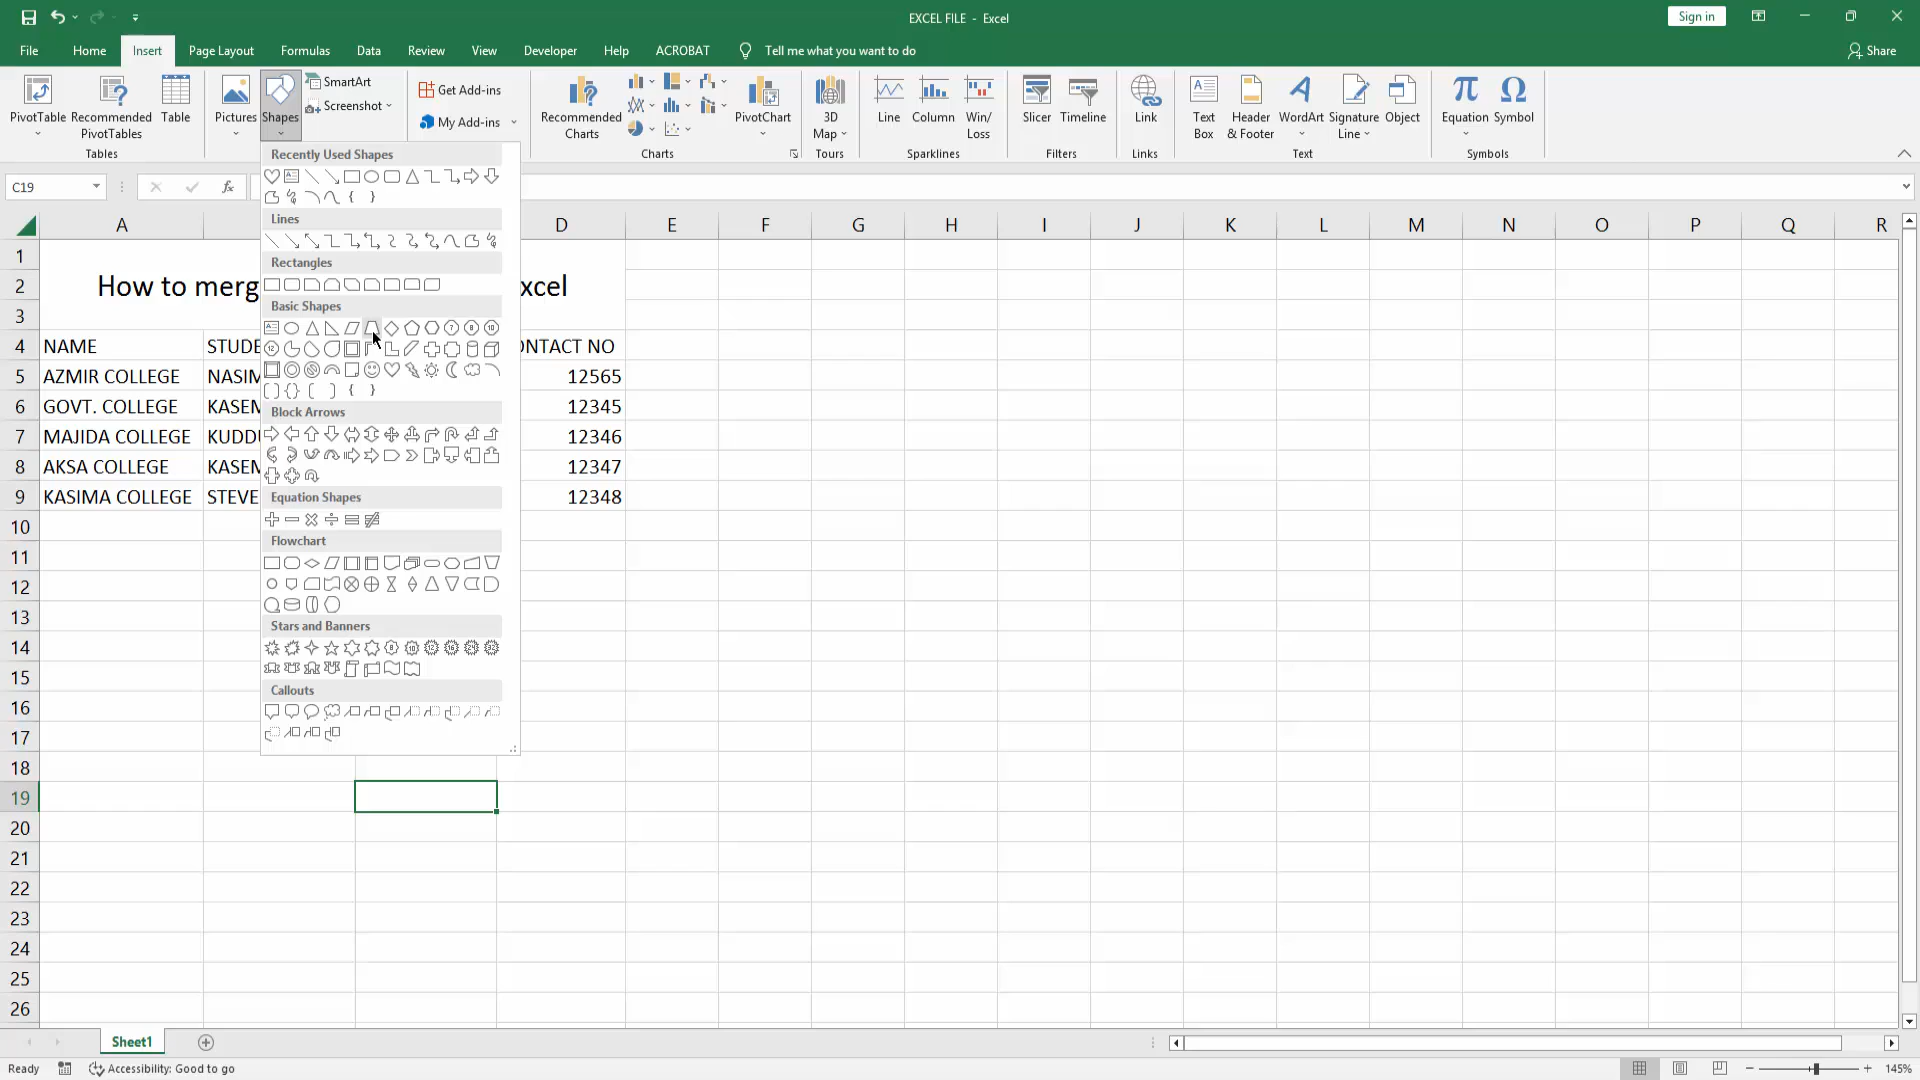 EXCEL FILE - Excel
Sign in
File Home Insert Page Layout Formulas Data Review View Developer Help ACROBAT Tell me what you want to do Share
PivotTable
Recommended PivotTables
Table
Tables
Pictures
Shapes
SmartArt
Screenshot
Get Add-ins
My Add-ins
Recommended Charts
PivotChart
Charts
3D Map
Tours
Line
Column
Win/Loss
Sparklines
Slicer
Timeline
Filters
Link
Links
Text Box
Header & Footer
WordArt
Signature Line
Object
Text
Equation
Symbol
Symbols
C19
fx
Recently Used Shapes
Lines
Rectangles
Basic Shapes
Block Arrows
Equation Shapes
Flowchart
Stars and Banners
Callouts
A D E F G H I J K L M N O P Q R
1
2 How to merg xcel
3
4 NAME STUDE ONTACT NO
5 AZMIR COLLEGE NASIM 12565
6 GOVT. COLLEGE KASEM 12345
7 MAJIDA COLLEGE KUDDU 12346
8 AKSA COLLEGE KASEM 12347
9 KASIMA COLLEGE STEVE 12348
10
11
12
13
14
15
16
17
18
19
20
21
22
23
24
25
26
Sheet1
Ready Accessibility: Good to go 145%